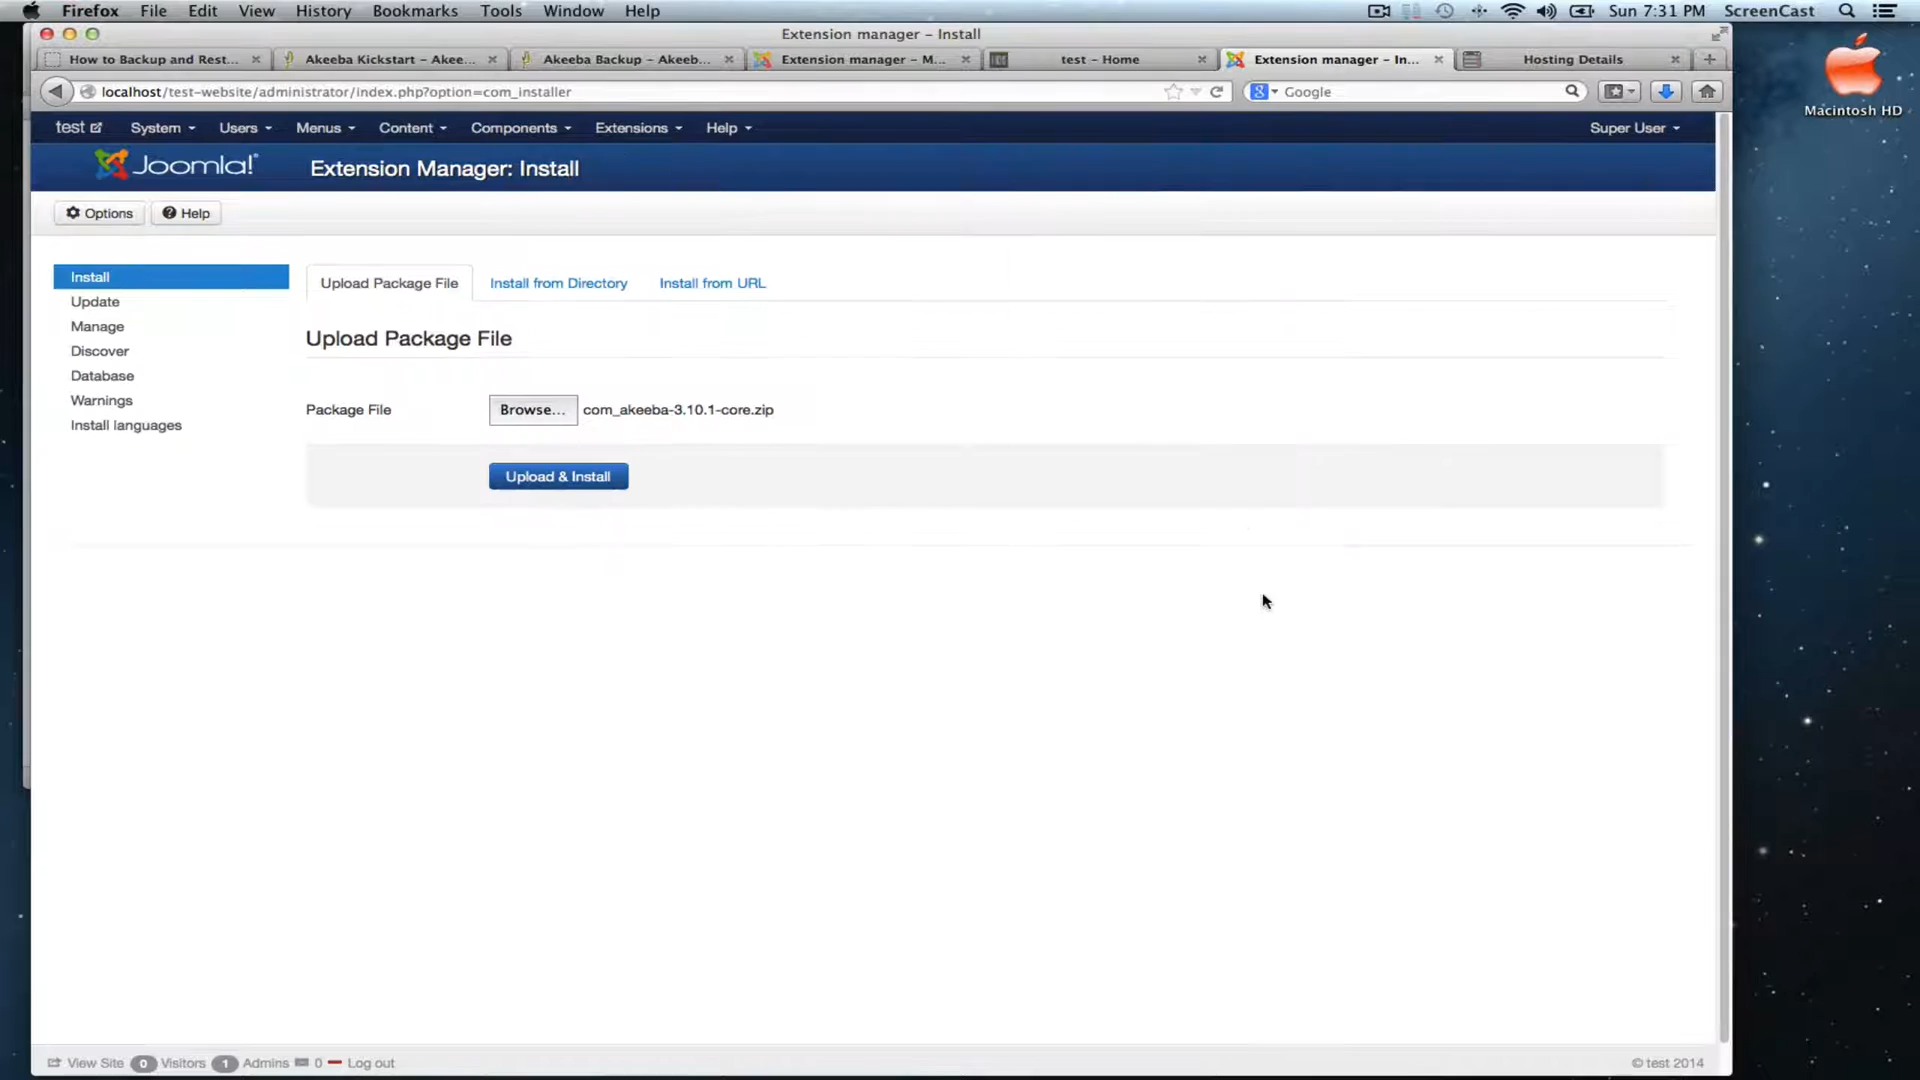 Firefox File Edit View History Bookmarks Tools Window Help Sun 7:31 PM ScreenCast
Extension manager – Install
How to Backup and Rest... Akeeba Kickstart – Akee... Akeeba Backup – Akeeb... Extension manager – M... test – Home Extension manager – In... Hosting Details
localhost/test-website/administrator/index.php?option=com_installer Google
Macintosh HD
test System Users Menus Content Components Extensions Help Super User
Joomla! Extension Manager: Install
Options Help
Install
Update
Manage
Discover
Database
Warnings
Install languages
Upload Package File Install from Directory Install from URL
Upload Package File
Package File Browse... com_akeeba-3.10.1-core.zip
Upload & Install
View Site 0 Visitors 1 Admins 0 Log out © test 2014